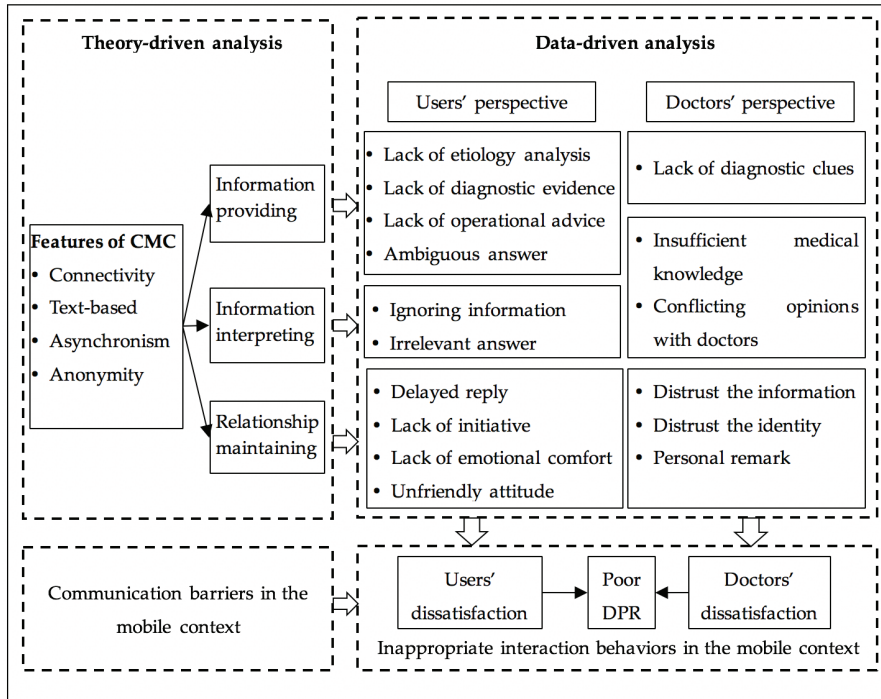 Theory-driven analysis
Features of CMC
• Connectivity
• Text-based
• Asynchronism
• Anonymity
Information
providing
Information
interpreting
Relationship
maintaining
Data-driven analysis
Users' perspective
• Lack of etiology analysis
• Lack of diagnostic evidence
• Lack of operational advice
• Ambiguous answer
• Ignoring information
• Irrelevant answer
• Delayed reply
• Lack of initiative
• Lack of emotional comfort
• Unfriendly attitude
Doctors' perspective
• Lack of diagnostic clues
• Insufficient medical
knowledge
• Conflicting opinions
with doctors
• Distrust the information
• Distrust the identity
• Personal remark
Communication barriers in the
mobile context
Users'
dissatisfaction
Poor
DPR
Doctors'
dissatisfaction
Inappropriate interaction behaviors in the mobile context